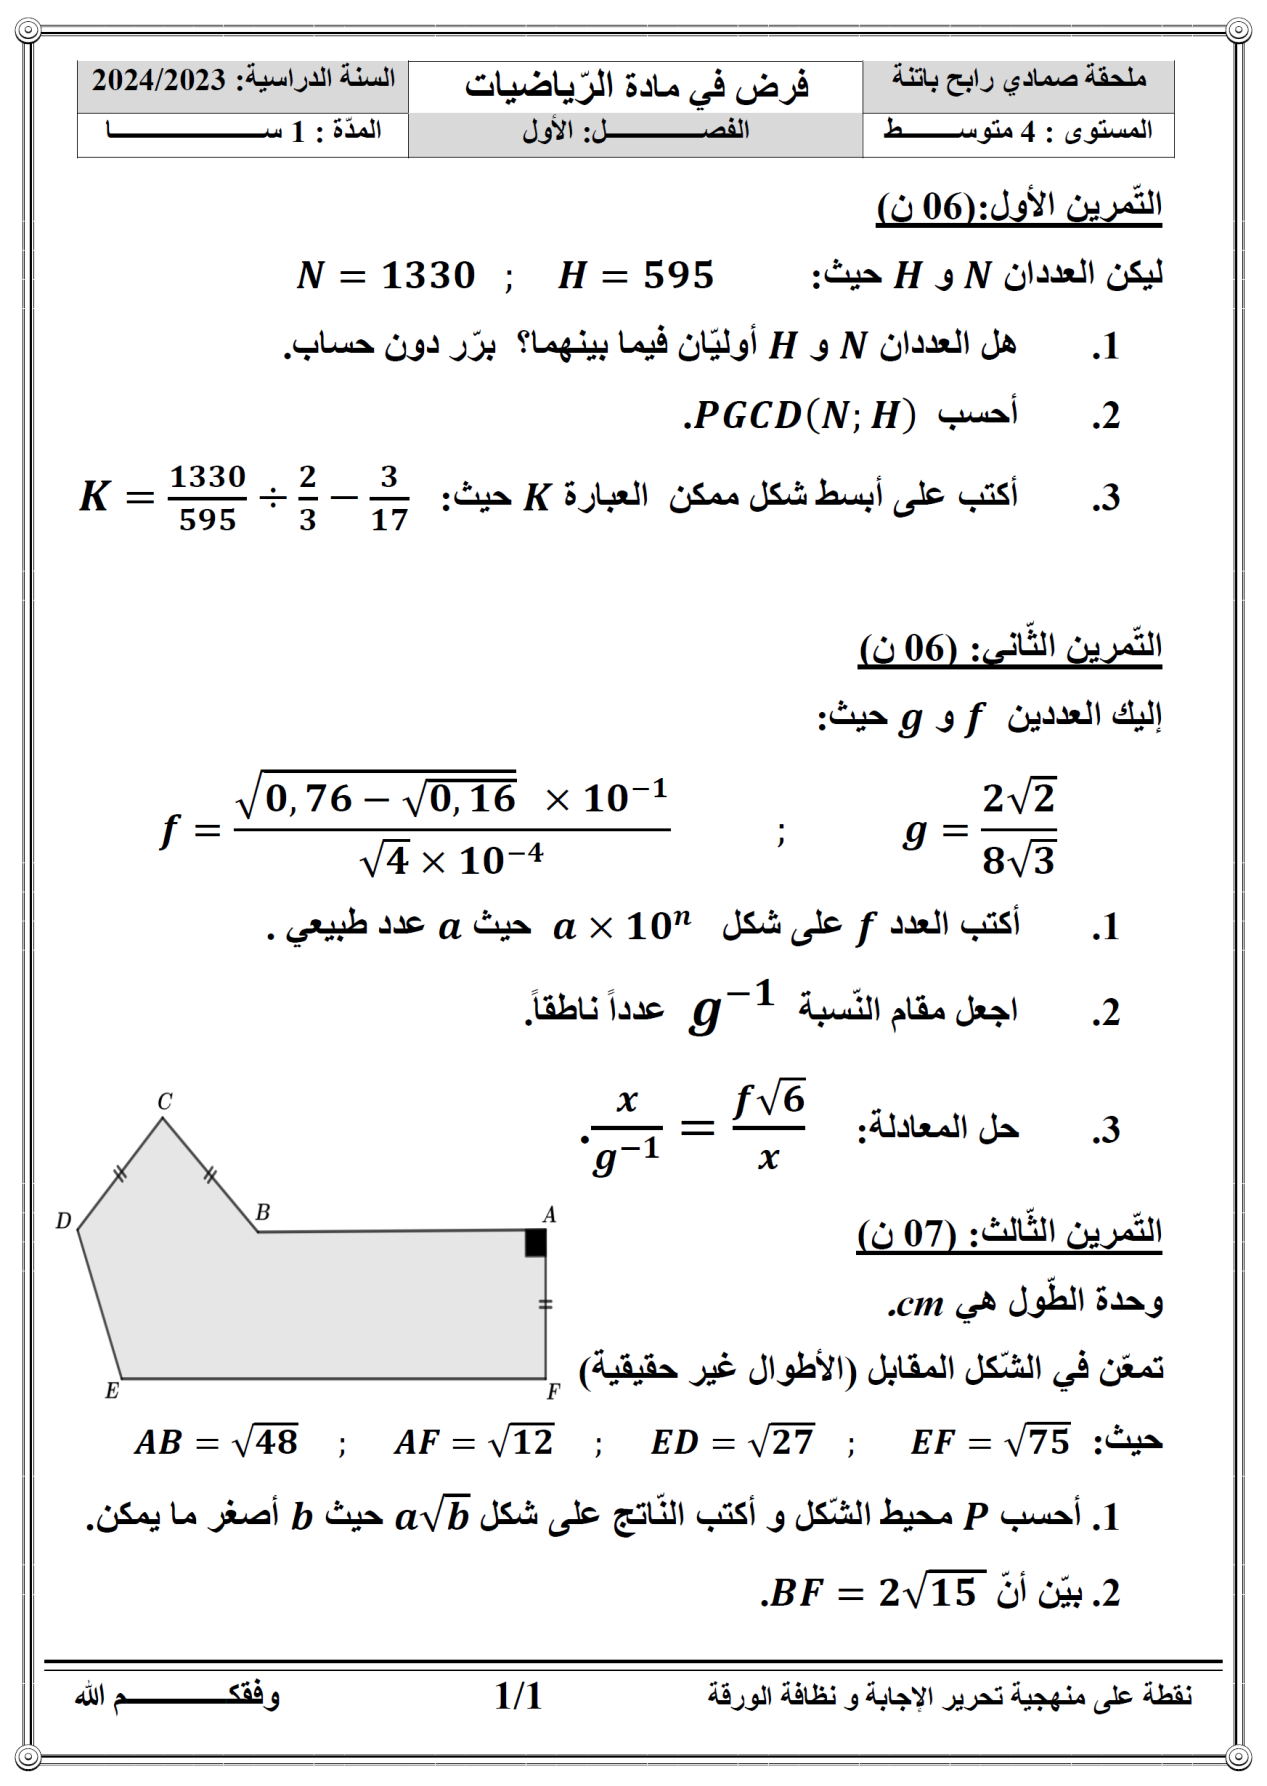 ملحقة صمادي رابح باتنة
فرض في مادة الرّياضيات
السنة الدراسية: 2024/2023
المستوى : 4 متوســـــــط
الفصـــــــــــــل: الأول
المدّة : 1 ســـــــــــــــا
التّمرين الأول:(06 ن)
ليكن العددان N و H حيث: N = 1330 ; H = 595
1. هل العددان N و H أوليّان فيما بينهما؟ برّر دون حساب.
2. أحسب PGCD(N; H).
3. أكتب على أبسط شكل ممكن العبارة K حيث: K = 1330/595 ÷ 2/3 − 3/17
التّمرين الثّاني: (06 ن)
إليك العددين f و g حيث:
f = (√(0,76 − √0,16) × 10⁻¹)/(√4 × 10⁻⁴) ; g = 2√2/8√3
1. أكتب العدد f على شكل a × 10ⁿ حيث a عدد طبيعي .
2. اجعل مقام النّسبة g⁻¹ عدداً ناطقاً.
3. حل المعادلة: x/g⁻¹ = f√6/x.
التّمرين الثّالث: (07 ن)
وحدة الطّول هي cm.
تمعّن في الشّكل المقابل (الأطوال غير حقيقية)
C
D
B
A
E
F
حيث: AB = √48 ; AF = √12 ; ED = √27 ; EF = √75
1. أحسب P محيط الشّكل و أكتب النّاتج على شكل a√b حيث b أصغر ما يمكن.
2. بيّن أنّ BF = 2√15.
نقطة على منهجية تحرير الإجابة و نظافة الورقة
1/1
وفقكـــــــــــــم الله